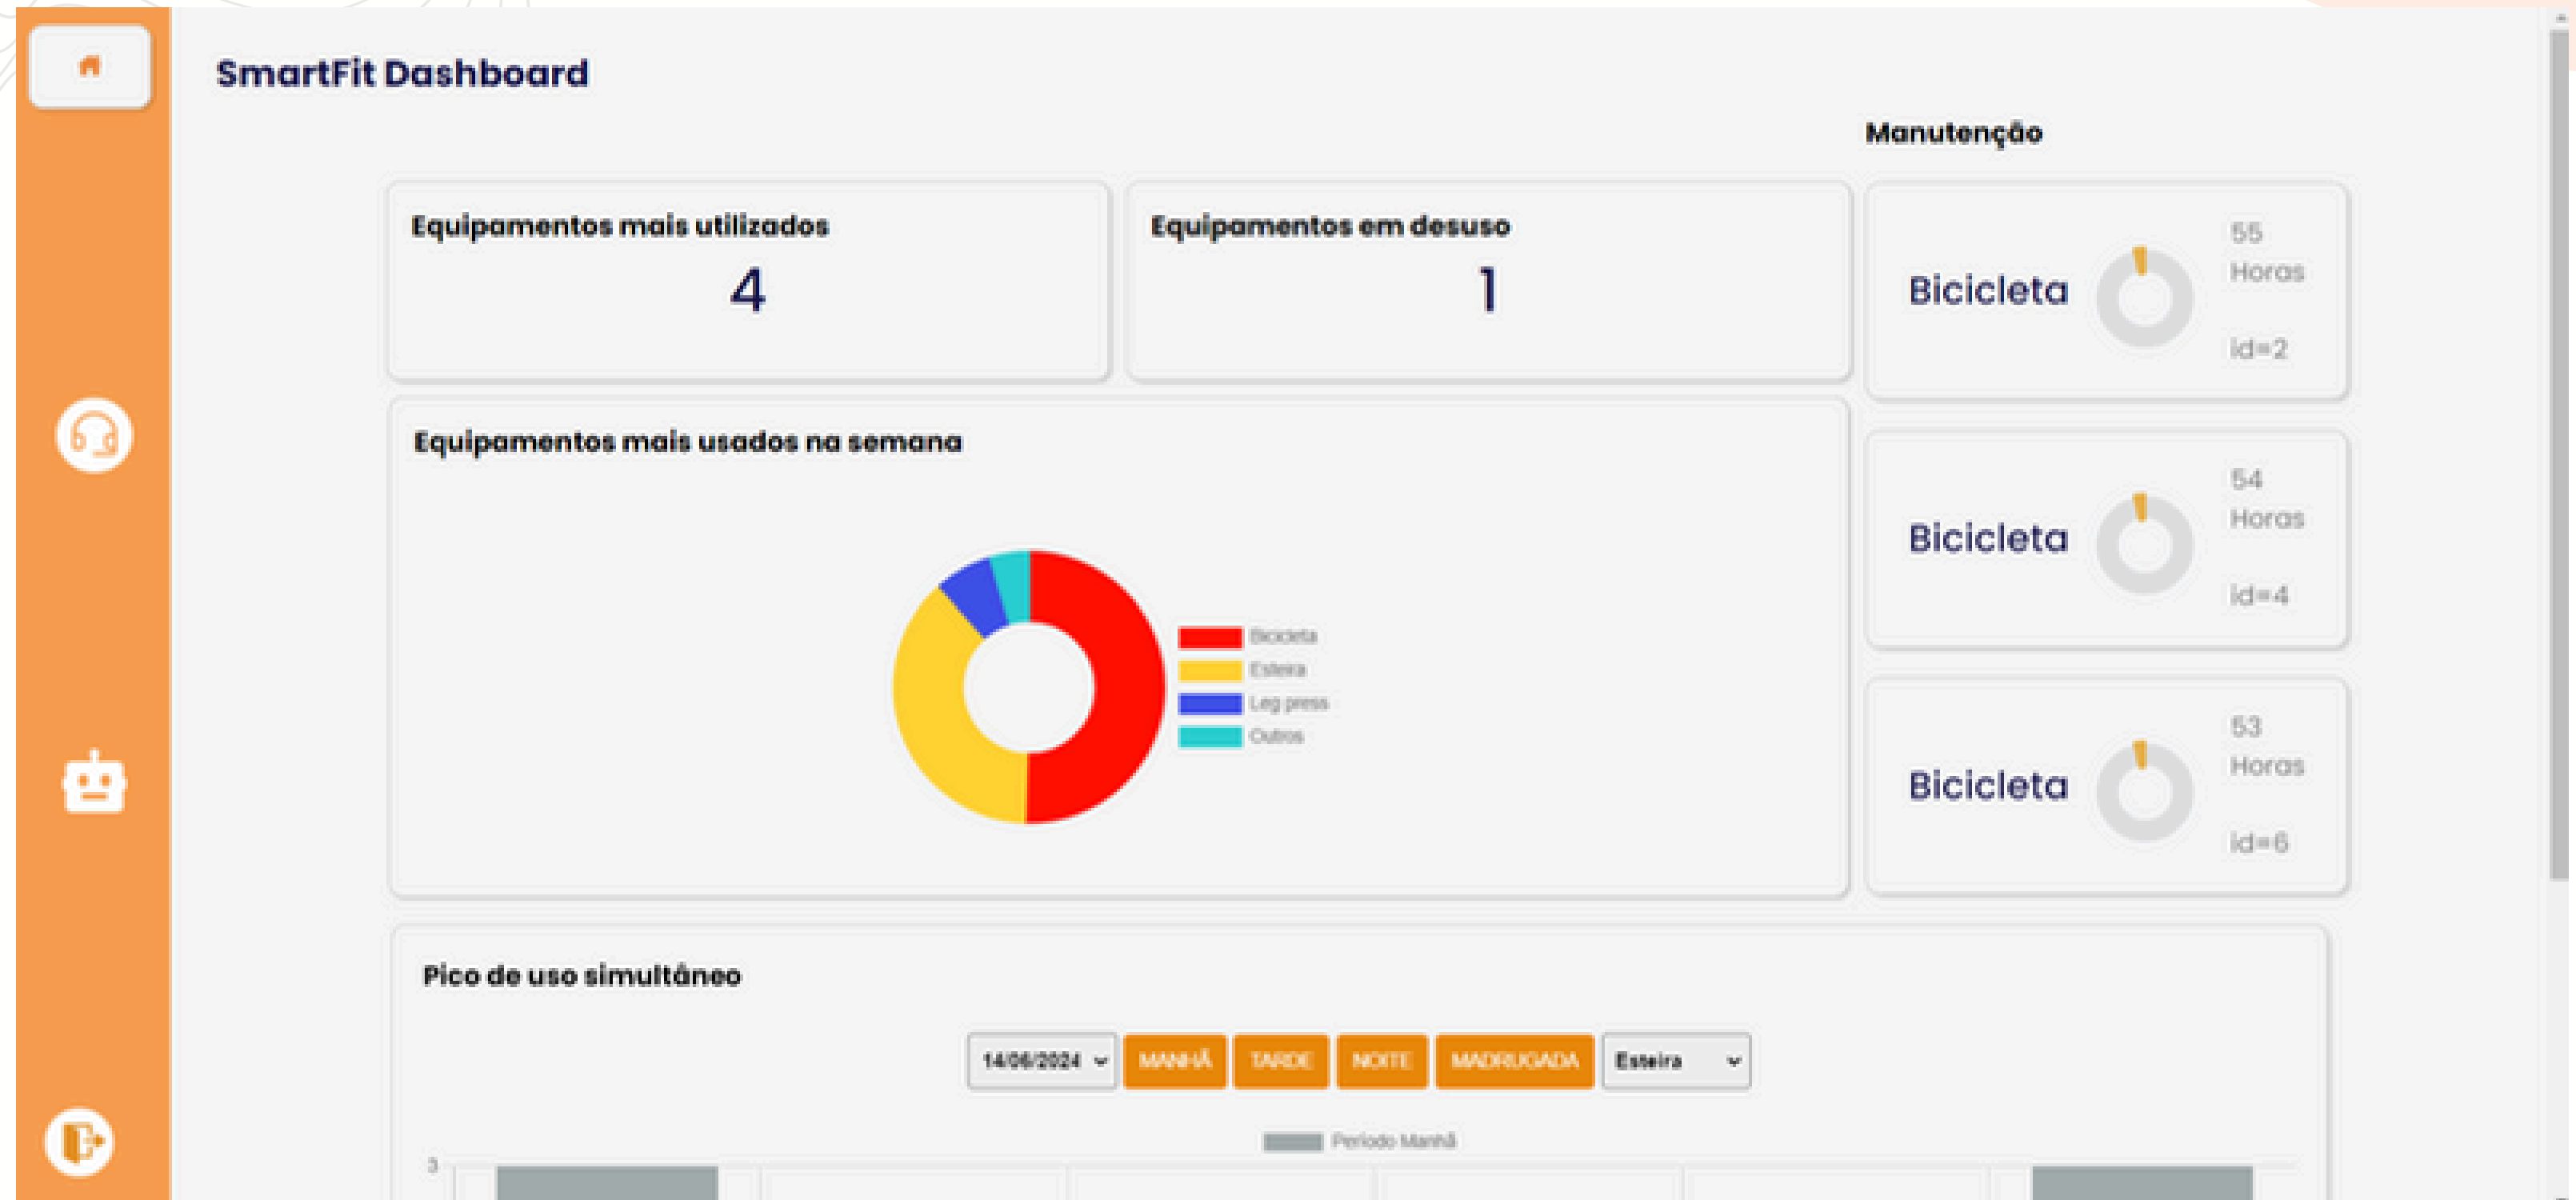 SmartFit Dashboard
Manutenção
Equipamentos mais utilizados
4
Equipamentos em desuso
1
Bicicleta
55
Horas
id=2
Equipamentos mais usados na semana
Bicicleta
Esteira
Leg press
Outros
Bicicleta
54
Horas
id=4
Bicicleta
53
Horas
id=6
Pico de uso simultâneo
14/06/2024 MANHÃ TARDE NOITE MADRUGADA Esteira
Período Manhã
3